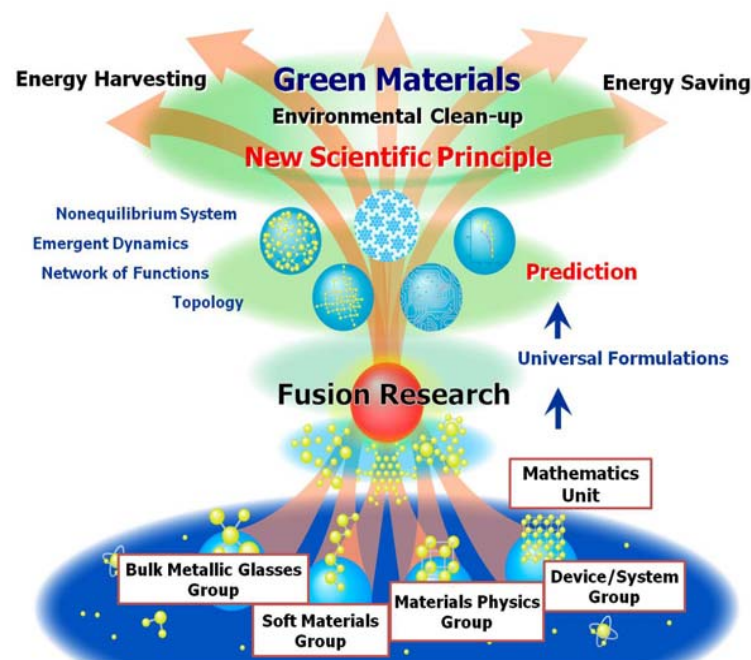 Green Materials
Energy Harvesting
Energy Saving
Environmental Clean-up
New Scientific Principle
Nonequilibrium System
Emergent Dynamics
Network of Functions
Topology
Prediction
Universal Formulations
Fusion Research
Mathematics
Unit
Bulk Metallic Glasses
Group
Soft Materials
Group
Materials Physics
Group
Device/System
Group